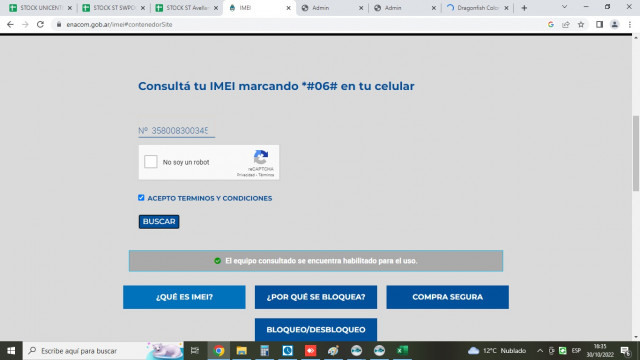 STOCK UNICENT
STOCK ST SWPO
STOCK ST Avella
IMEI
Admin
Admin
Dragonfish Colo
enacom.gob.ar/imei#contenedorSite
Consultá tu IMEI marcando *#06# en tu celular
Nº 35800830034
No soy un robot
reCAPTCHA
Privacidad - Términos
ACEPTO TERMINOS Y CONDICIONES
BUSCAR
El equipo consultado se encuentra habilitado para el uso.
¿QUÉ ES IMEI?
¿POR QUÉ SE BLOQUEA?
COMPRA SEGURA
BLOQUEO/DESBLOQUEO
Escribe aquí para buscar
12°C Nublado
ESP
16:35
30/10/2022